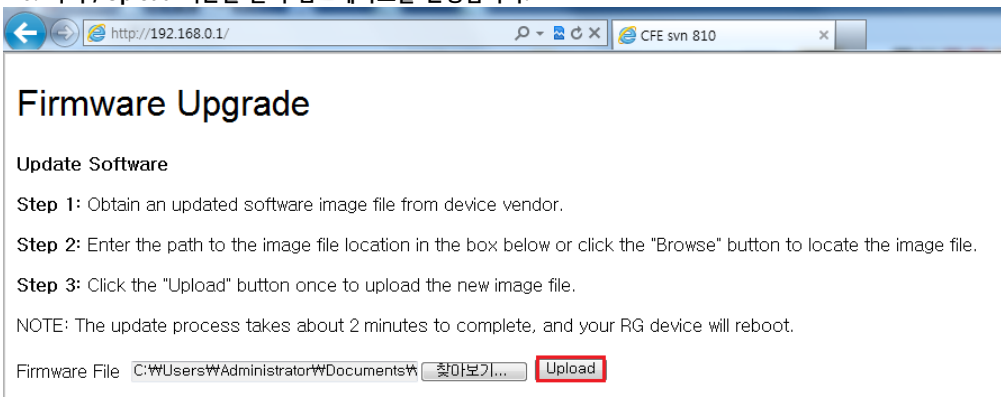 http://192.168.0.1/
CFE svn 810
Firmware Upgrade
Update Software
Step 1: Obtain an updated software image file from device vendor.
Step 2: Enter the path to the image file location in the box below or click the "Browse" button to locate the image file.
Step 3: Click the "Upload" button once to upload the new image file.
NOTE: The update process takes about 2 minutes to complete, and your RG device will reboot.
Firmware File C:₩Users₩Administrator₩Documents₩ 찾아보기... Upload